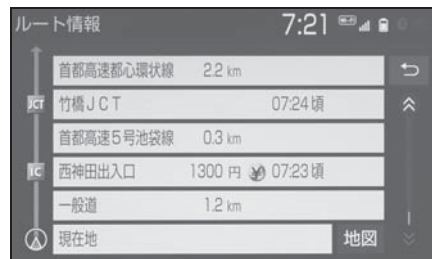 ルート情報 7:21
首都高速都心環状線 2.2 km
JCT 竹橋JCT 07:24頃
首都高速5号池袋線 0.3 km
IC 西神田出入口 1300 円 07:23頃
一般道 1.2 km
現在地 地図